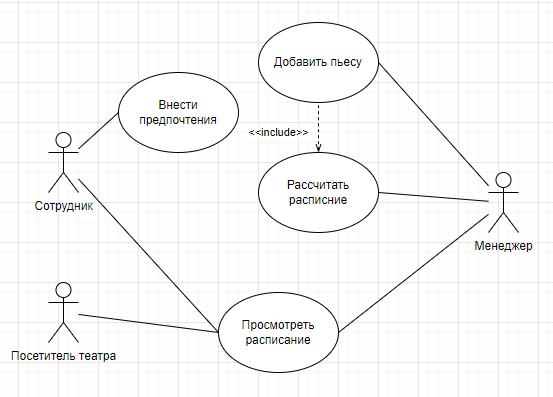 Добавить пьесу
Внести
предпочтения
<<include>>
Сотрудник
Рассчитать
расписние
Менеджер
Посетитель театра
Просмотреть
расписание